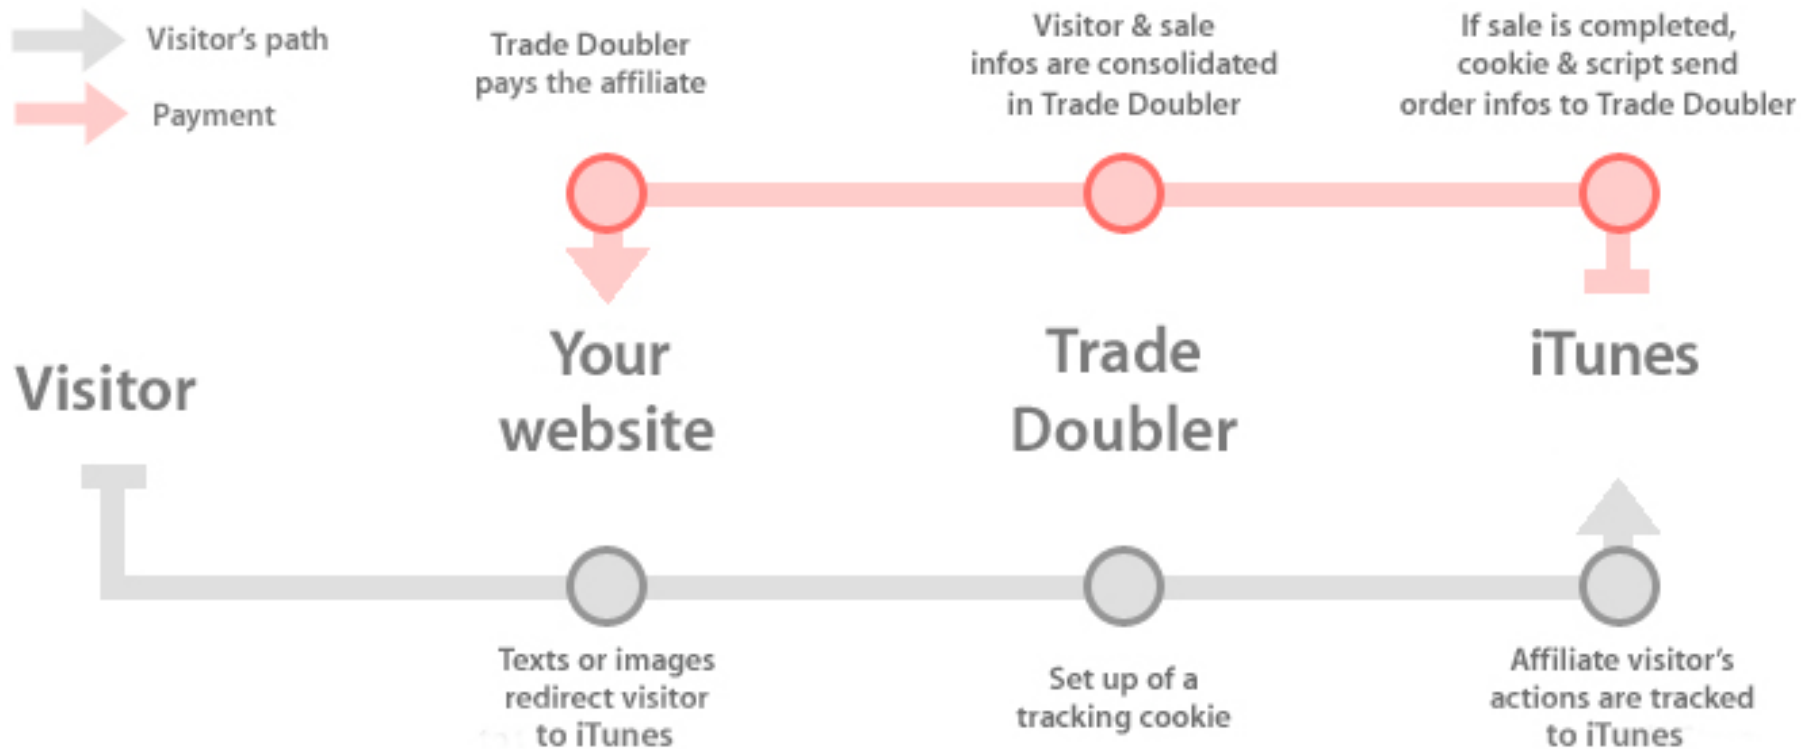 Visitor's path
Payment
Trade Doubler
pays the affiliate
Visitor & sale
infos are consolidated
in Trade Doubler
If sale is completed,
cookie & script send
order infos to Trade Doubler
Visitor
Your
website
Trade
Doubler
iTunes
Texts or images
redirect visitor
to iTunes
Set up of a
tracking cookie
Affiliate visitor's
actions are tracked
to iTunes